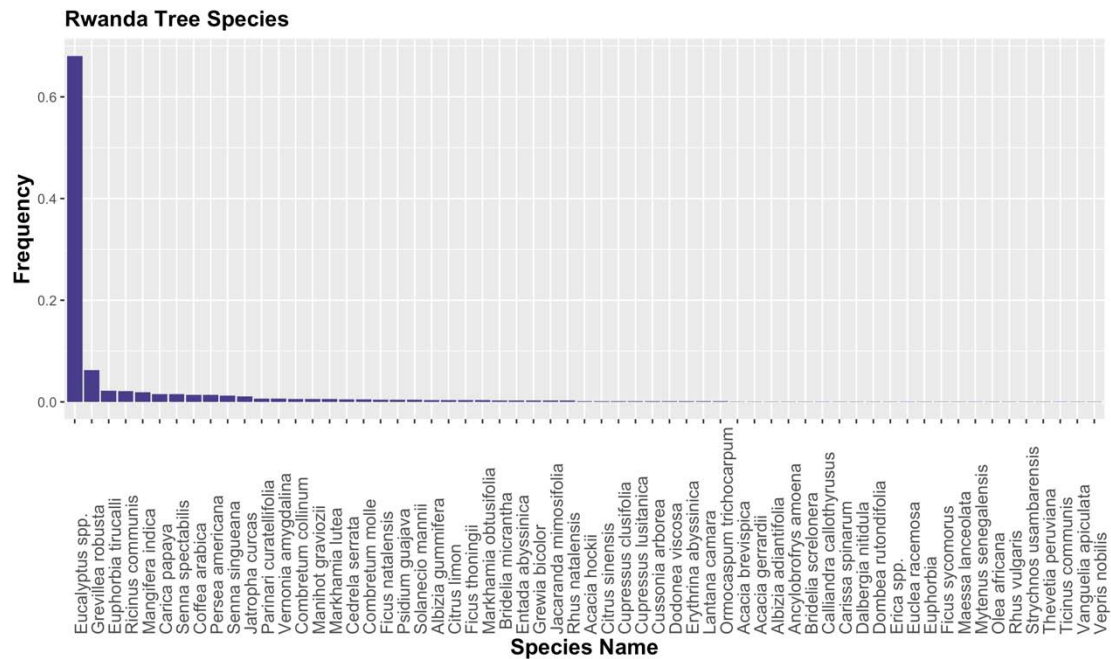 Rwanda Tree Species
Frequency
0.6
0.4
0.2
0.0
Eucalyptus spp.
Grevillea robusta
Euphorbia tirucallii
Ricinus communis
Mangifera indica
Carica papaya
Senna spectabilis
Coffea arabica
Persea americana
Senna singueana
Jatropha curcas
Parinari curatellifolia
Vernonia amygdalina
Combretum collinum
Manihot graviozii
Markhamia lutea
Cedrela serrata
Combretum molle
Ficus natalensis
Psidium guajava
Solanecio mannii
Albizia gummifera
Citrus limon
Ficus thoningii
Markhamia obtusifolia
Bridelia micrantha
Entada abyssinica
Grewia bicolor
Jacaranda mimosifolia
Rhus natalensis
Acacia hockii
Citrus sinensis
Cupressus clusifolia
Cupressus lusitanica
Cussonia arborea
Dodonea viscosa
Erythrina abyssinica
Lantana camara
Ormocaspum trichocarpum
Acacia brevispica
Acacia gerrardii
Albizia adiantifolia
Ancylobrofrys amoena
Bridelia screlonera
Calliandra callothyrusus
Carissa spinarum
Dalbergia nitidula
Dombea rutondifolia
Erica spp.
Euclea racemosa
Euphorbia
Ficus sycomorus
Maessa lanceolata
Mytenus senegalensis
Olea africana
Rhus vulgaris
Strychnos usambarensis
Thevetia peruviana
Ticinus communis
Vanguelia apiculata
Vepris nobilis
Species Name